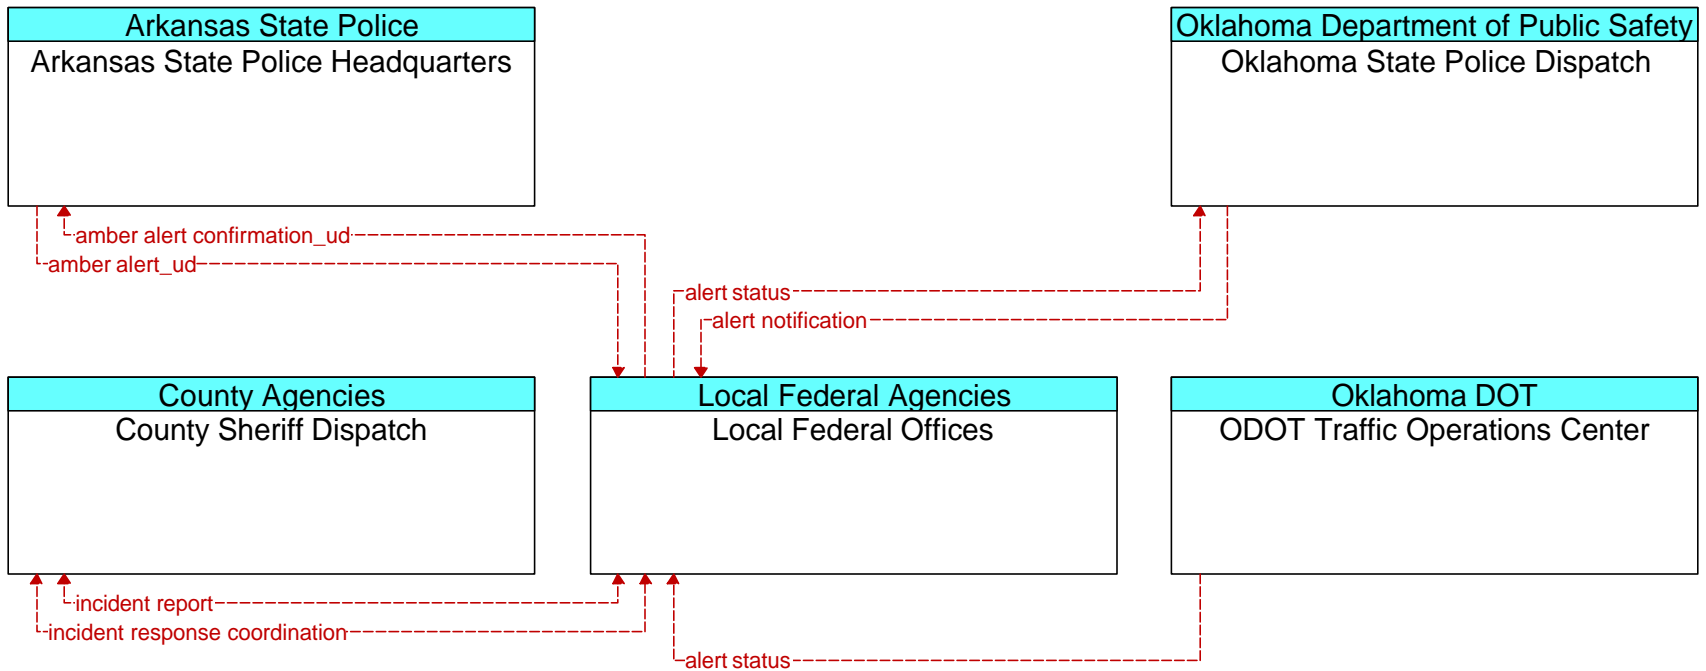 Arkansas State Police
Arkansas State Police Headquarters
Oklahoma Department of Public Safety
Oklahoma State Police Dispatch
amber alert confirmation_ud
amber alert_ud
alert status
alert notification
County Agencies
County Sheriff Dispatch
Local Federal Agencies
Local Federal Offices
Oklahoma DOT
ODOT Traffic Operations Center
incident report
incident response coordination
alert status